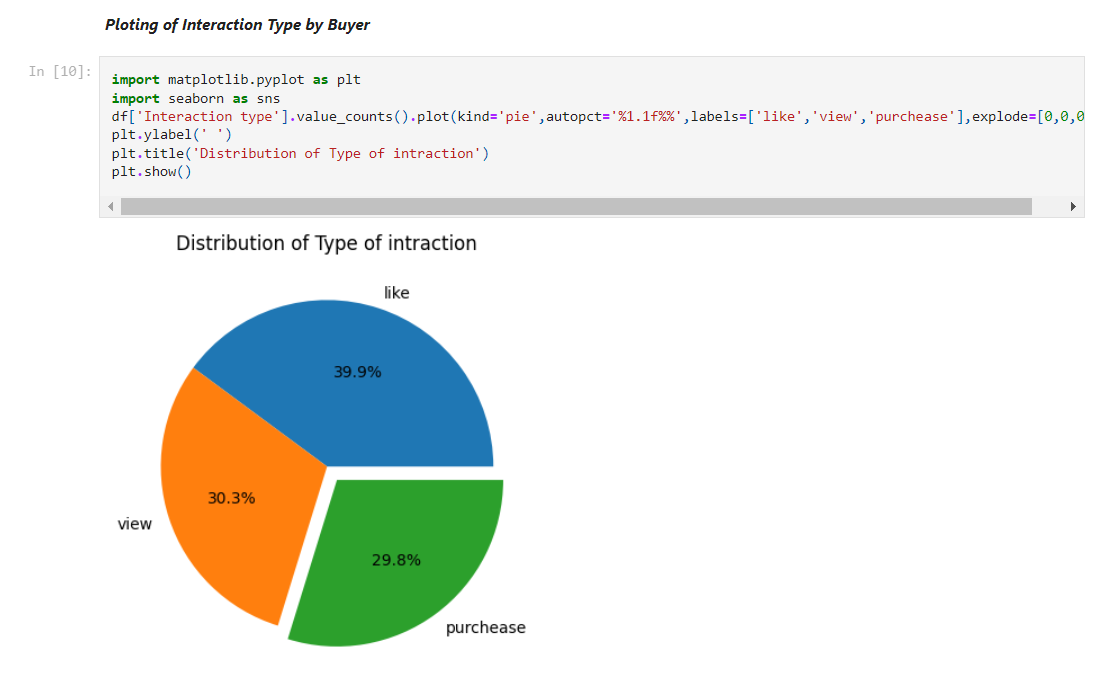 Ploting of Interaction Type by Buyer
In [10]:
import matplotlib.pyplot as plt
import seaborn as sns
df['Interaction type'].value_counts().plot(kind='pie',autopct='%1.1f%%',labels=['like','view','purchease'],explode=[0,0,0
plt.ylabel(' ')
plt.title('Distribution of Type of intraction')
plt.show()
Distribution of Type of intraction
like
39.9%
30.3%
view
29.8%
purchease